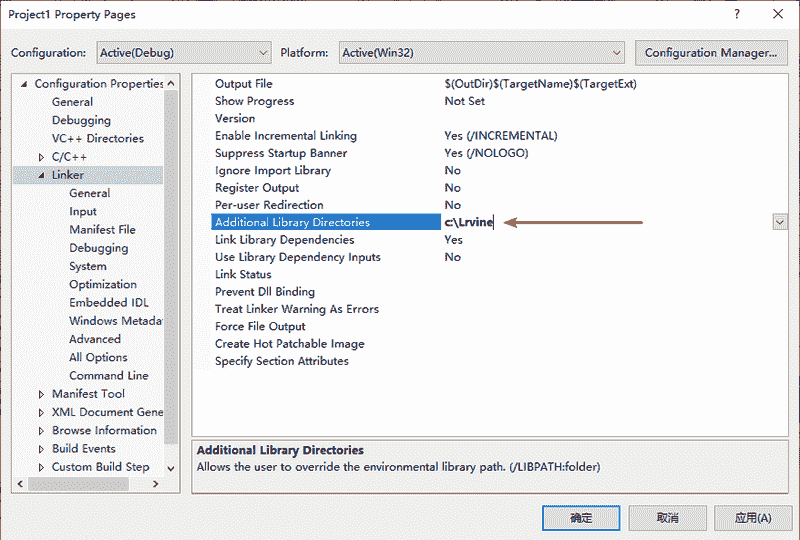 Project1 Property Pages
Configuration: Active(Debug) Platform: Active(Win32) Configuration Manager...
Configuration Properties
General
Debugging
VC++ Directories
C/C++
Linker
General
Input
Manifest File
Debugging
System
Optimization
Embedded IDL
Windows Metada
Advanced
All Options
Command Line
Manifest Tool
XML Document Gene
Browse Information
Build Events
Custom Build Step
Output File $(OutDir)$(TargetName)$(TargetExt)
Show Progress Not Set
Version
Enable Incremental Linking Yes (/INCREMENTAL)
Suppress Startup Banner Yes (/NOLOGO)
Ignore Import Library No
Register Output No
Per-user Redirection No
Additional Library Directories c:\Lrvine
Link Library Dependencies Yes
Use Library Dependency Inputs No
Link Status
Prevent Dll Binding
Treat Linker Warning As Errors
Force File Output
Create Hot Patchable Image
Specify Section Attributes
Additional Library Directories
Allows the user to override the environmental library path. (/LIBPATH:folder)
确定 取消 应用(A)